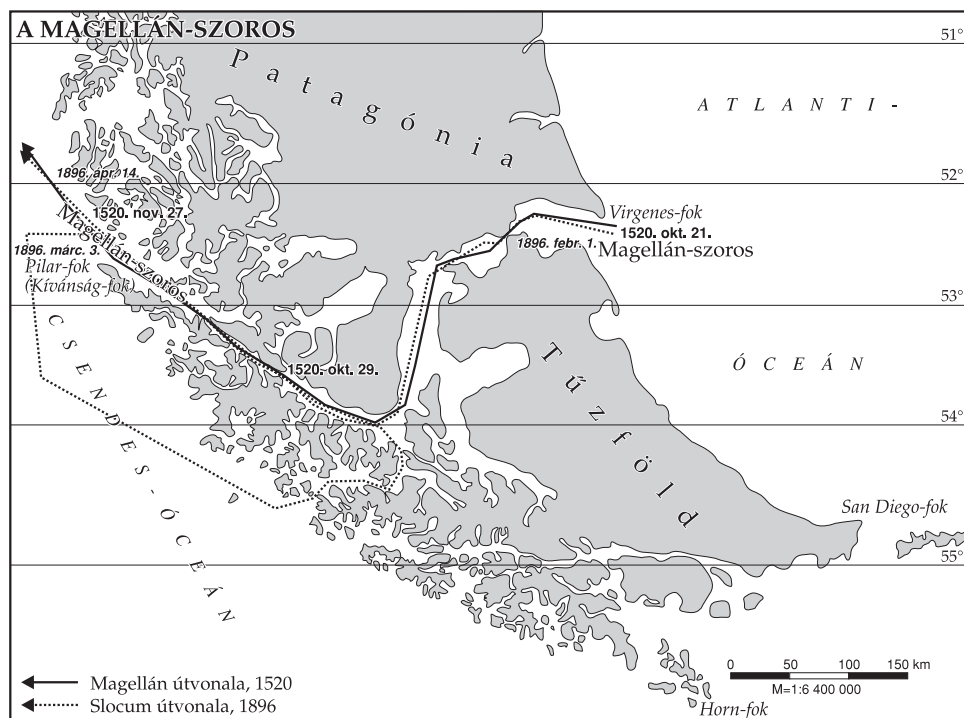 A MAGELLÁN-SZOROS
51°
Patagónia
ATLANTI-
1896. ápr. 14.
52°
1520. nov. 27.
Virgenes-fok
1520. okt. 21.
1896. febr. 1.
Magellán-szoros
Magellán-szoros
1896. márc. 3.
Pilar-fok
(Kívánság-fok)
53°
CSENDES-ÓCEÁN
Tűzföld
ÓCEÁN
1520. okt. 29.
54°
San Diego-fok
55°
0 50 100 150 km
M=1:6 400 000
Magellán útvonala, 1520
Slocum útvonala, 1896
Horn-fok